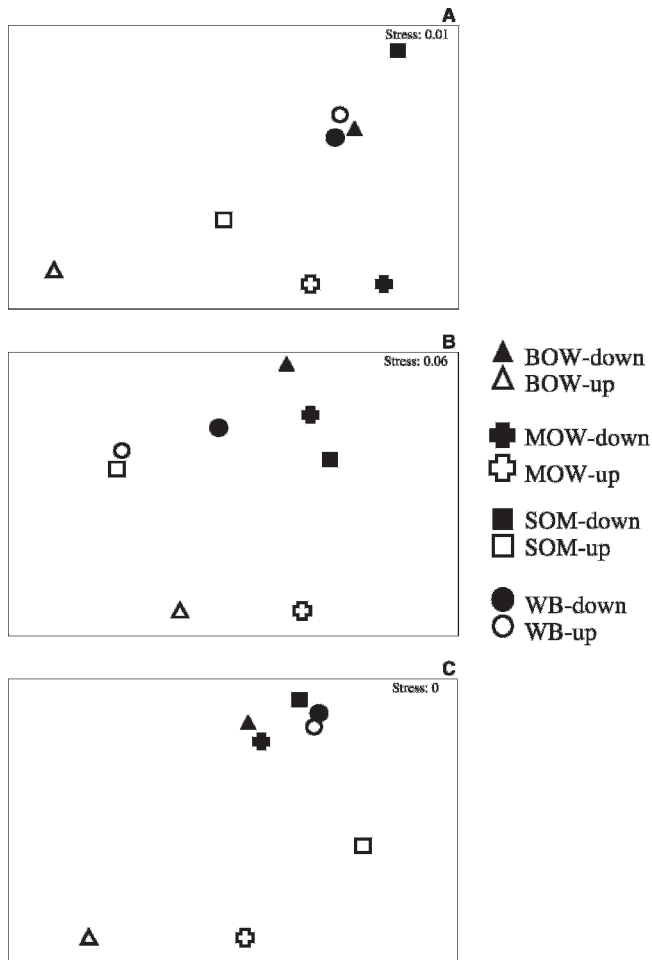 A
Stress: 0.01
B
Stress: 0.06
BOW-down
BOW-up
MOW-down
MOW-up
SOM-down
SOM-up
WB-down
WB-up
C
Stress: 0